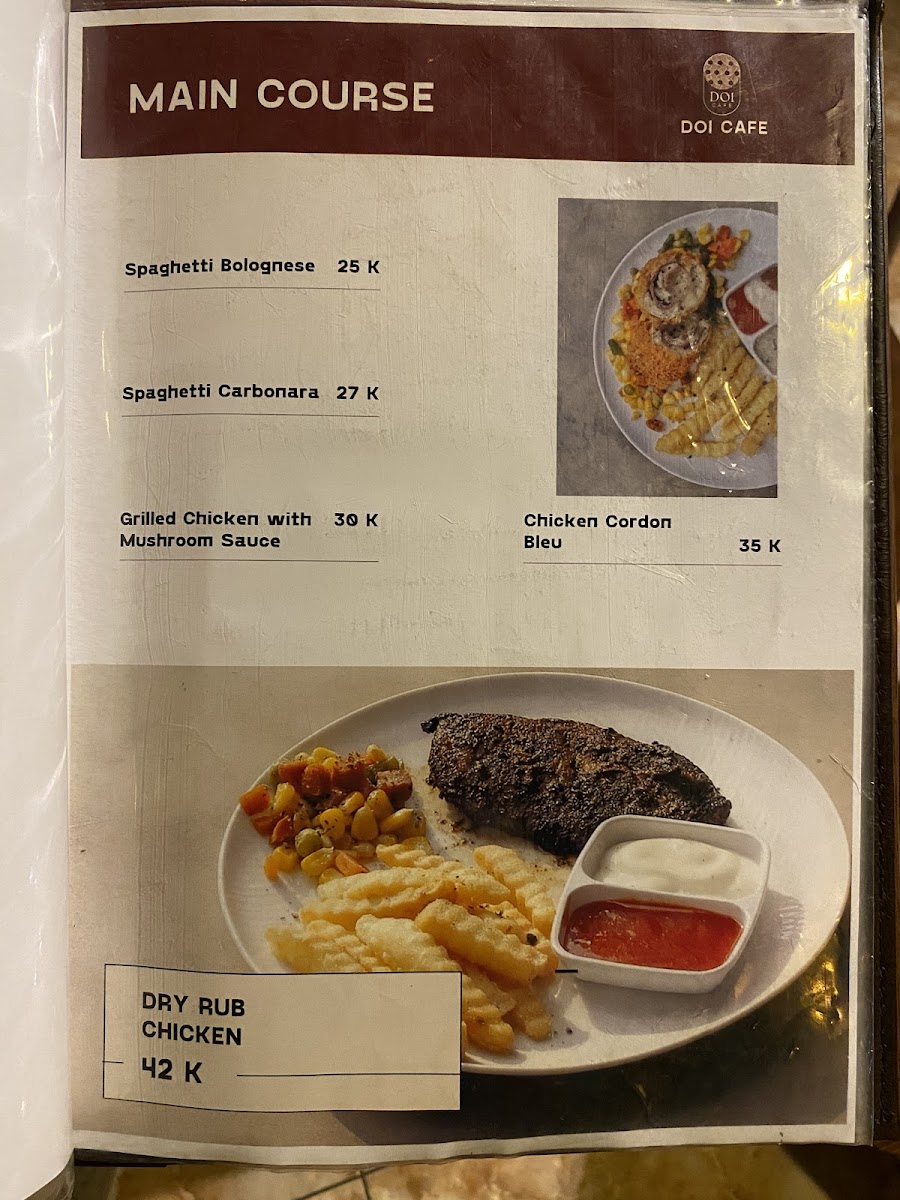 MAIN COURSE
DOI
CAFE
DOI CAFE
Spaghetti Bolognese 25 K
Spaghetti Carbonara 27 K
Grilled Chicken with 30 K
Mushroom Sauce
Chicken Cordon
Bleu 35 K
DRY RUB
CHICKEN
42 K